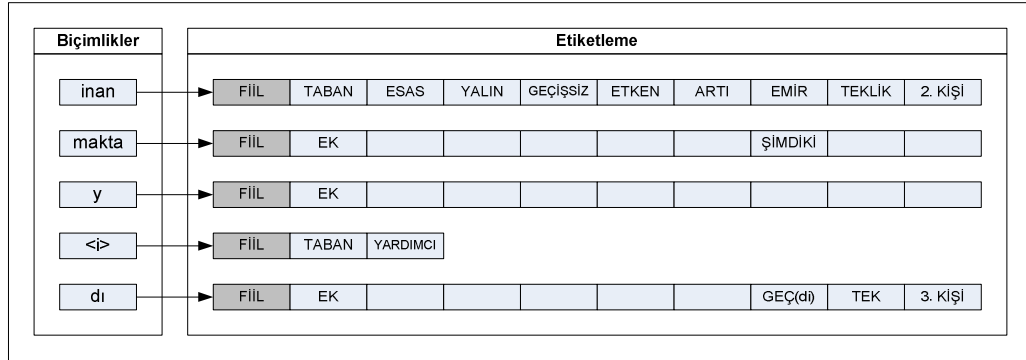 Biçimlikler Etiketleme
inan FİİL TABAN ESAS YALIN GEÇİŞSİZ ETKEN ARTI EMİR TEKLİK 2. KİŞİ
makta FİİL EK ŞİMDİKİ
y FİİL EK
<i> FİİL TABAN YARDIMCI
dı FİİL EK GEÇ(di) TEK 3. KİŞİ